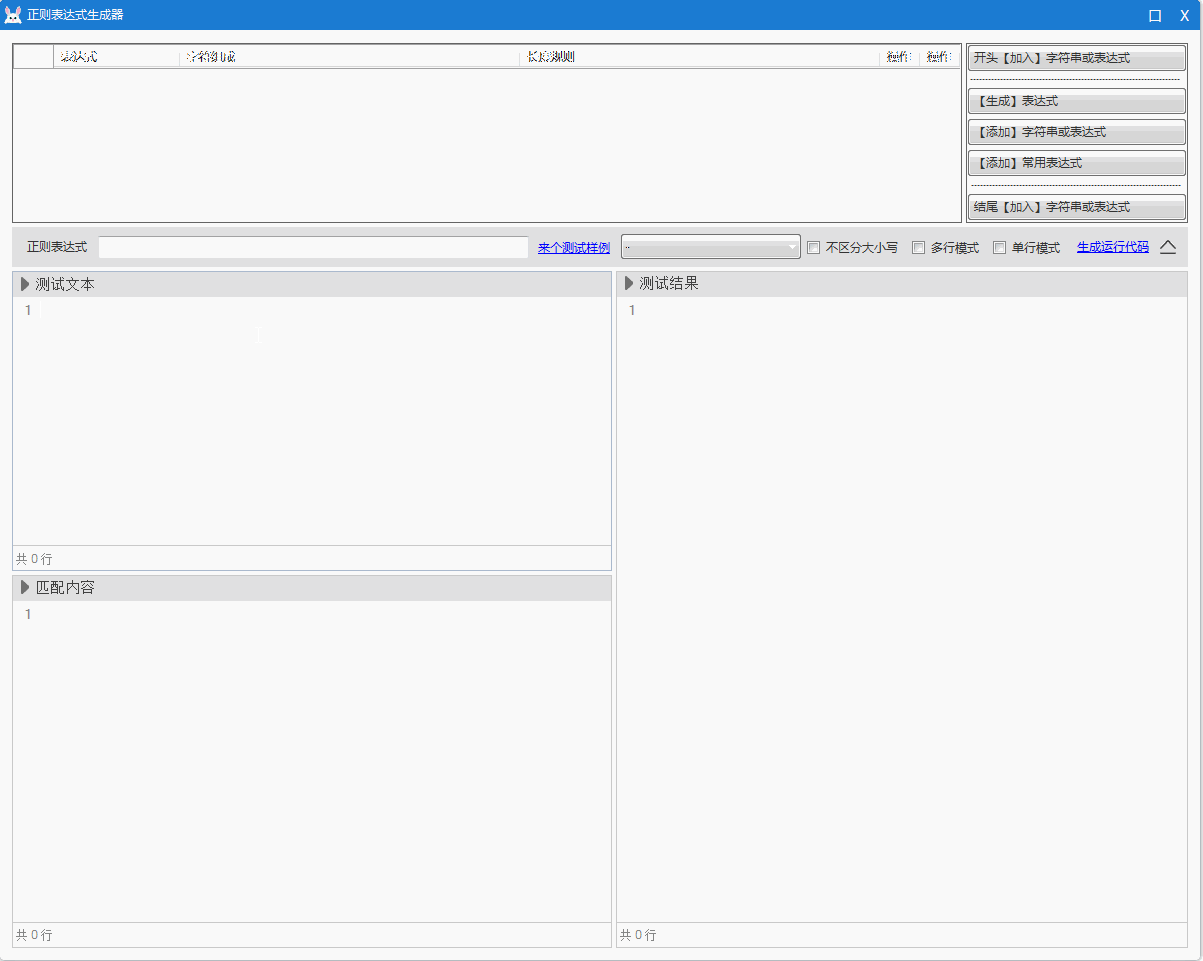 正则表达式生成器
表达式 字符组成 长度规则 操作 操作
开头【加入】字符串或表达式
【生成】表达式
【添加】字符串或表达式
【添加】常用表达式
结尾【加入】字符串或表达式
正则表达式 来个测试样例 .. 不区分大小写 多行模式 单行模式 生成运行代码
测试文本
1
共 0 行
匹配内容
1
共 0 行
测试结果
1
共 0 行